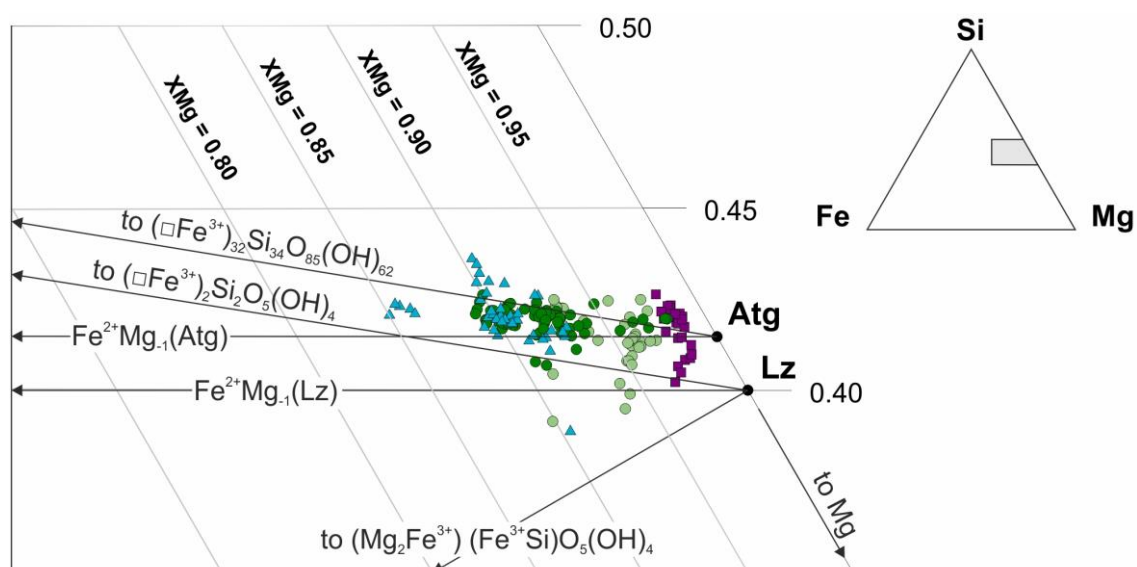 0.50
Si
XMg = 0.80
XMg = 0.85
XMg = 0.90
XMg = 0.95
0.45
Fe
Mg
to (□Fe³⁺)₃₂Si₃₄O₈₅(OH)₆₂
to (□Fe³⁺)₂Si₂O₅(OH)₄
Atg
Fe²⁺Mg₋₁(Atg)
Lz
Fe²⁺Mg₋₁(Lz)
0.40
to Mg
to (Mg₂Fe³⁺) (Fe³⁺Si)O₅(OH)₄